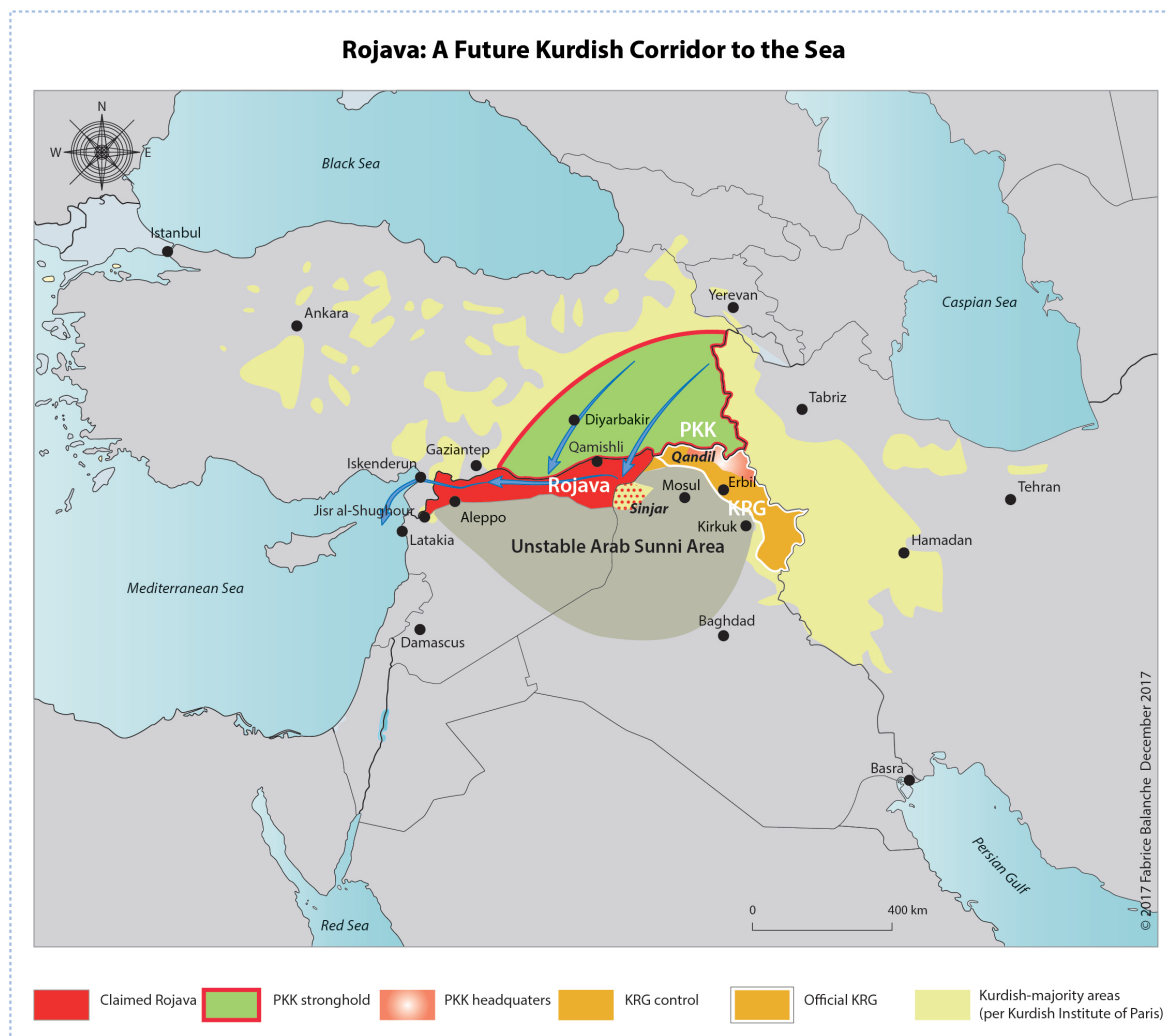 Rojava: A Future Kurdish Corridor to the Sea
N
W
E
S
Black Sea
Istanbul
Ankara
Yerevan
Caspian Sea
Tabriz
Diyarbakir
PKK
Gaziantep
Qamishli
Qandil
Iskenderun
Rojava
Mosul
Erbil
Tehran
Sinjar
KRG
Jisr al-Shughour
Aleppo
Kirkuk
Latakia
Unstable Arab Sunni Area
Hamadan
Mediterranean Sea
Baghdad
Damascus
Basra
Persian Gulf
Red Sea
0
400 km
© 2017 Fabrice Balanche December 2017
Claimed Rojava
PKK stronghold
PKK headquaters
KRG control
Official KRG
Kurdish-majority areas
(per Kurdish Institute of Paris)